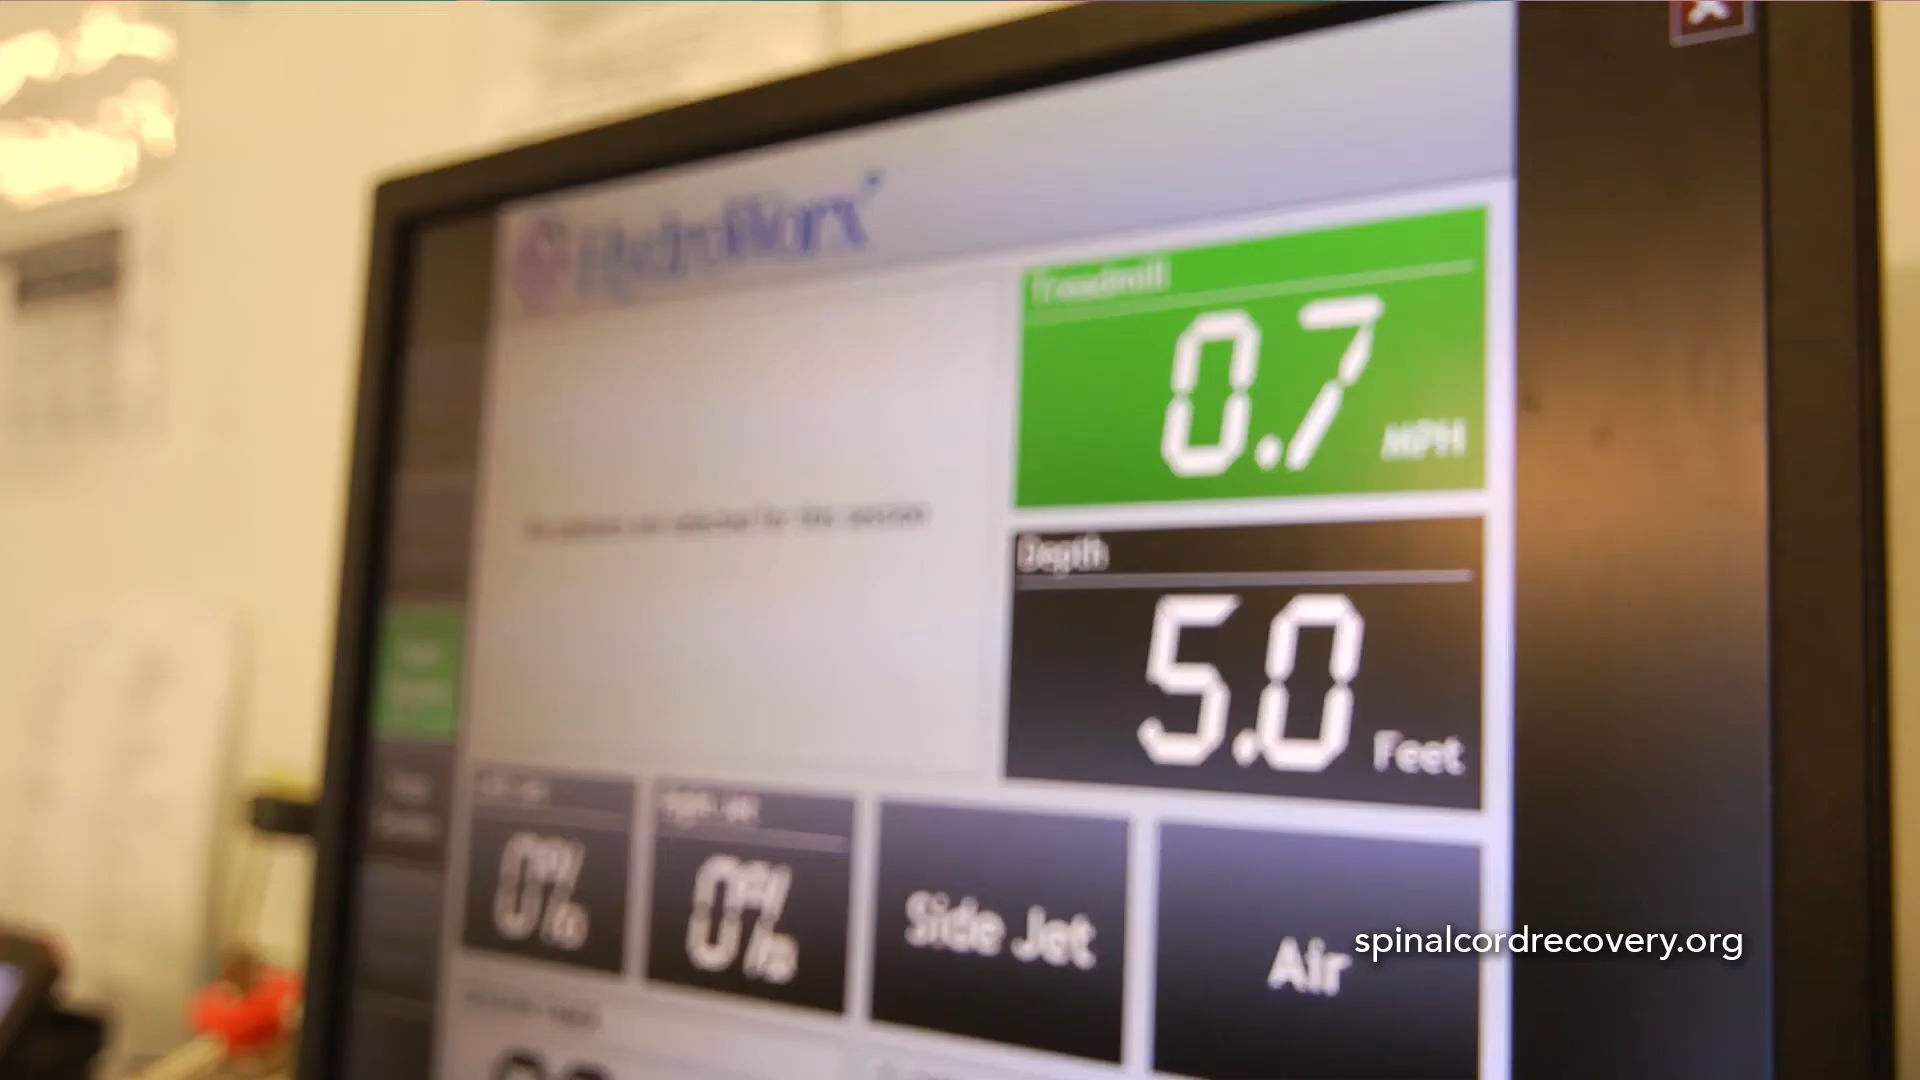 HydroWorx
Treadmill
0.7 MPH
Depth
5.0 Feet
0%
0%
Side Jet
Air
spinalcordrecovery.org